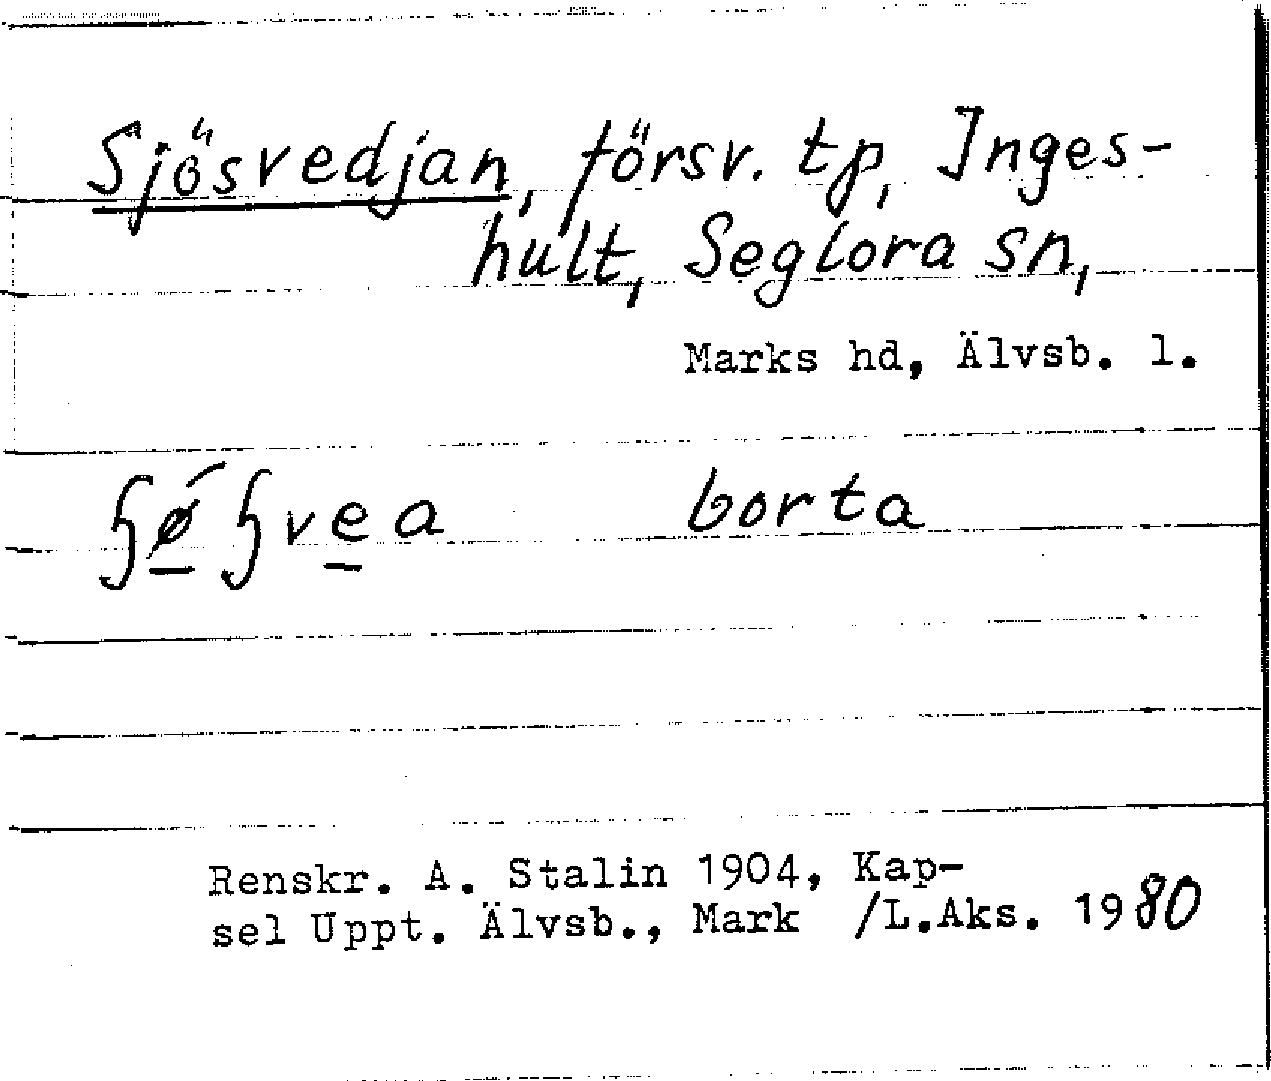 Sjösvedjan, försv. tp, Inges-
hult, Seglora sn,
Marks hd, Älvsb. l.
borta
Renskr. A. Stalin 1904, Kap-
sel Uppt. Älvsb., Mark /L.Aks. 1980